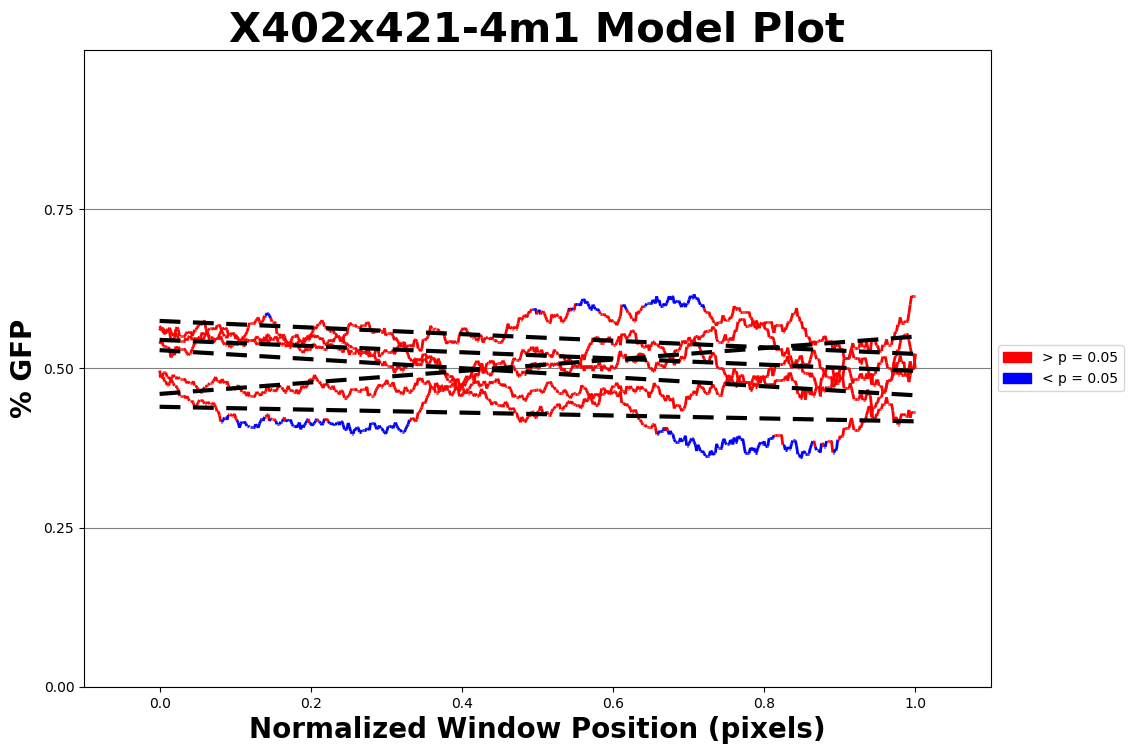 X402x421-4m1 Model Plot
% GFP
0.75
0.50
0.25
0.00
0.0 0.2 0.4 0.6 0.8 1.0
Normalized Window Position (pixels)
> p = 0.05
< p = 0.05